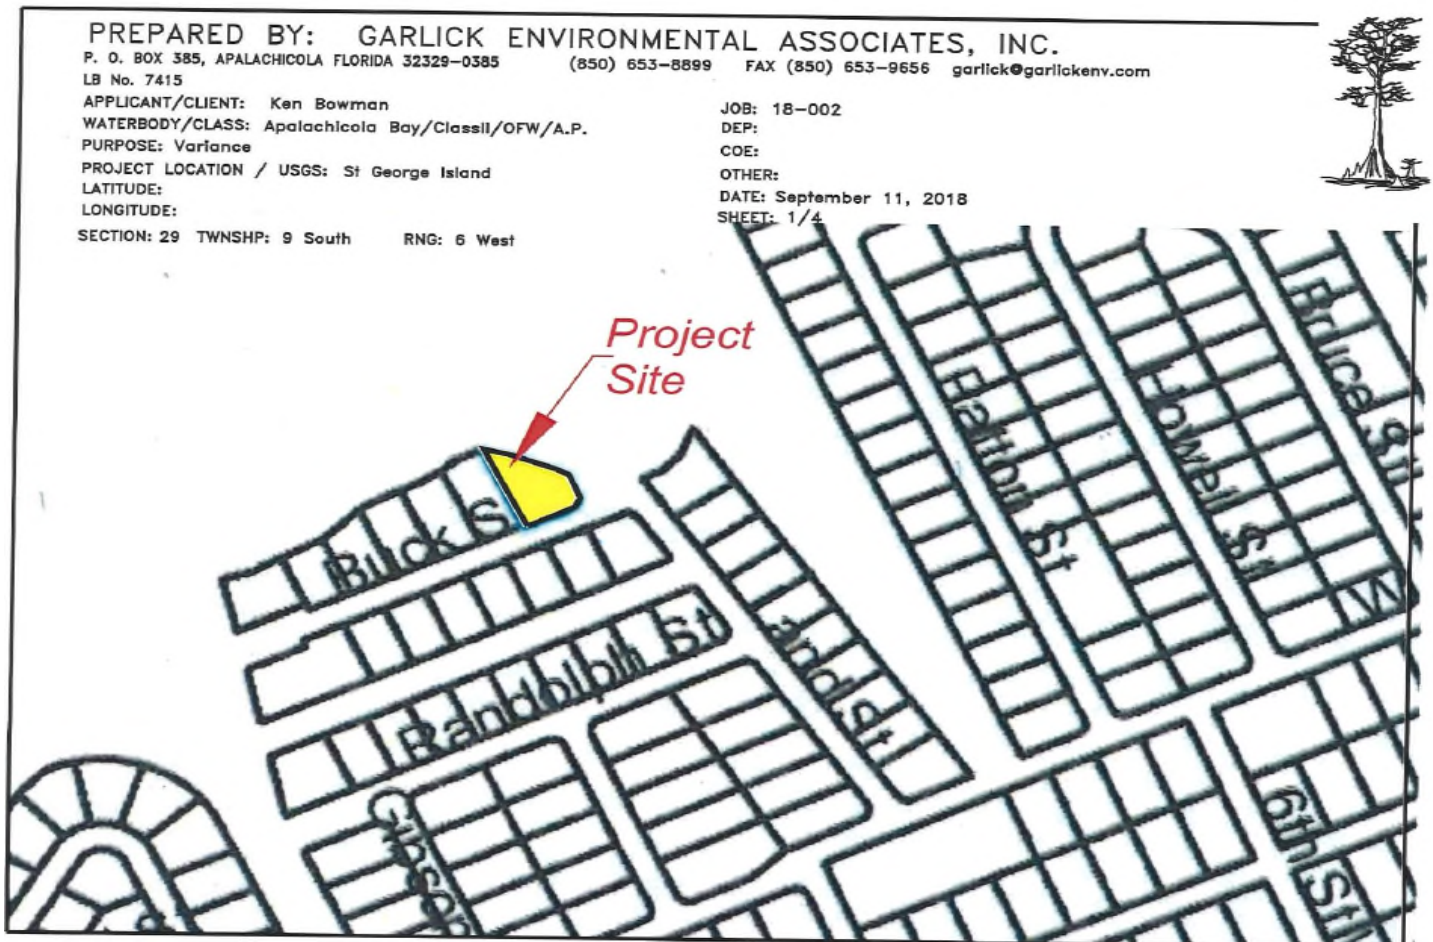 PREPARED BY: GARLICK ENVIRONMENTAL ASSOCIATES, INC.
P. O. BOX 385, APALACHICOLA FLORIDA 32329-0385 (850) 653-8899 FAX (850) 653-9656 garlick@garlickenv.com
LB No. 7415
APPLICANT/CLIENT: Ken Bowman
WATERBODY/CLASS: Apalachicola Bay/ClassII/OFW/A.P.
PURPOSE: Variance
PROJECT LOCATION / USGS: St George Island
LATITUDE:
LONGITUDE:
SECTION: 29 TWNSHP: 9 South RNG: 6 West
JOB: 18-002
DEP:
COE:
OTHER:
DATE: September 11, 2018
SHEET: 1/4
Project
Site
Buck S
Randolph St
and St
Patton St
Howell St
Bruce St
W
Gibson
6th St